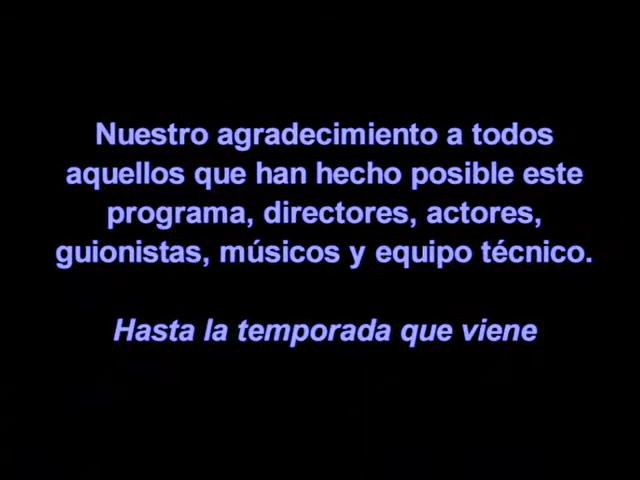 Nuestro agradecimiento a todos
aquellos que han hecho posible este
programa, directores, actores,
guionistas, músicos y equipo técnico.
Hasta la temporada que viene